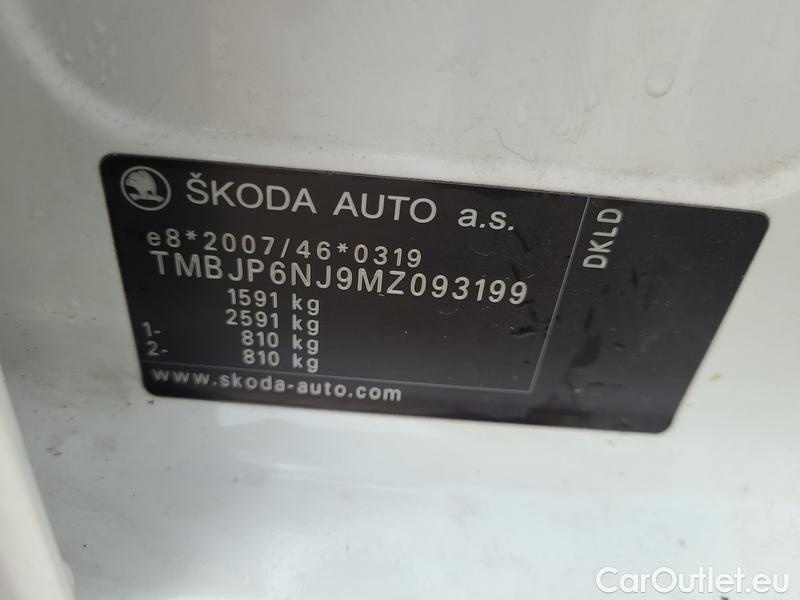 ŠKODA AUTO a.s.
e8*2007/46*0319
TMBJP6NJ9MZ093199
1591 kg
2591 kg
1- 810 kg
2- 810 kg
www.skoda-auto.com
DKLD
CarOutlet.eu